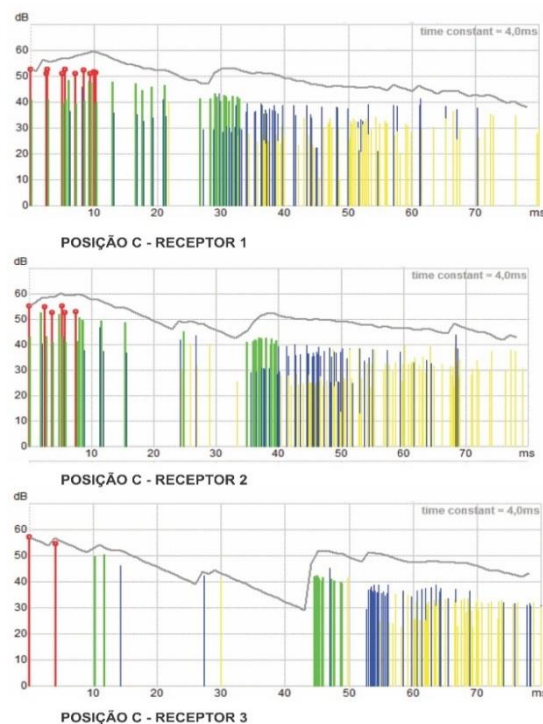 dB
time constant = 4,0ms
60
50
40
30
20
10
0
10 20 30 40 50 60 70 ms
POSIÇÃO C - RECEPTOR 1
dB
time constant = 4,0ms
60
50
40
30
20
10
0
10 20 30 40 50 60 70 ms
POSIÇÃO C - RECEPTOR 2
dB
time constant = 4,0ms
60
50
40
30
20
10
0
10 20 30 40 50 60 70 ms
POSIÇÃO C - RECEPTOR 3